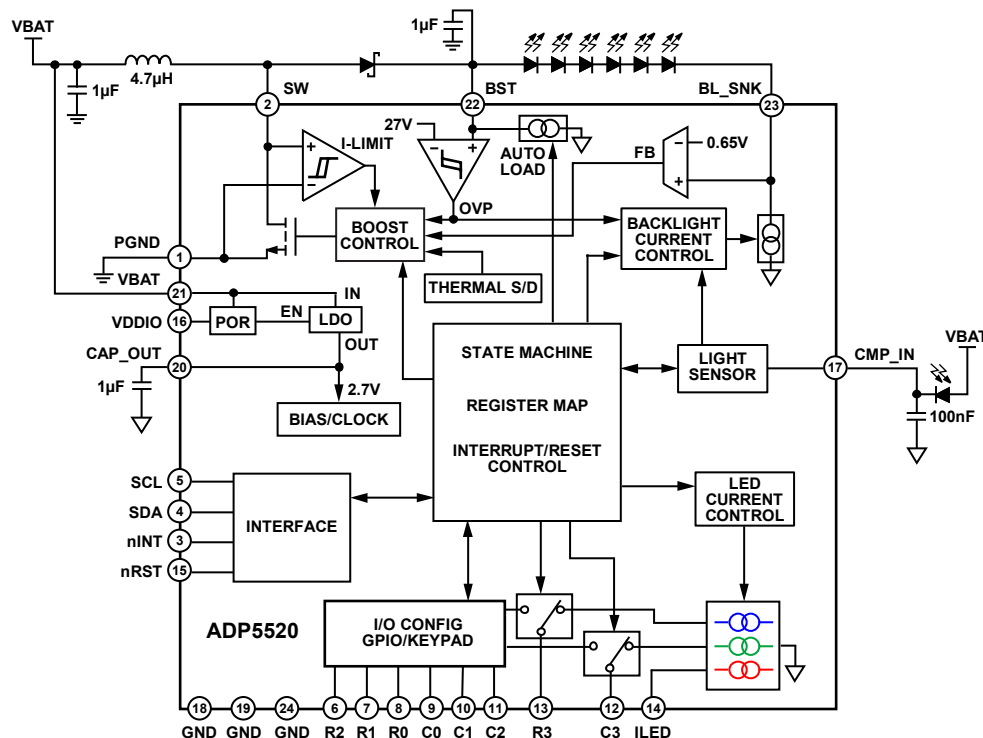 VBAT
1µF
4.7µH
1µF
SW
BST
BL_SNK
2
22
23
27V
I-LIMIT
AUTO
LOAD
FB
0.65V
+
−
−
+
−
+
OVP
BOOST
CONTROL
BACKLIGHT
CURRENT
CONTROL
PGND
1
THERMAL S/D
VBAT
21
IN
VDDIO
16
POR
EN
LDO
OUT
CAP_OUT
20
1µF
2.7V
BIAS/CLOCK
STATE MACHINE
REGISTER MAP
INTERRUPT/RESET
CONTROL
LIGHT
SENSOR
17
CMP_IN
VBAT
100nF
LED
CURRENT
CONTROL
SCL
5
SDA
4
nINT
3
nRST
15
INTERFACE
ADP5520
I/O CONFIG
GPIO/KEYPAD
18
19
24
6
7
8
9
10
11
13
12
14
GND
GND
GND
R2
R1
R0
C0
C1
C2
R3
C3
ILED